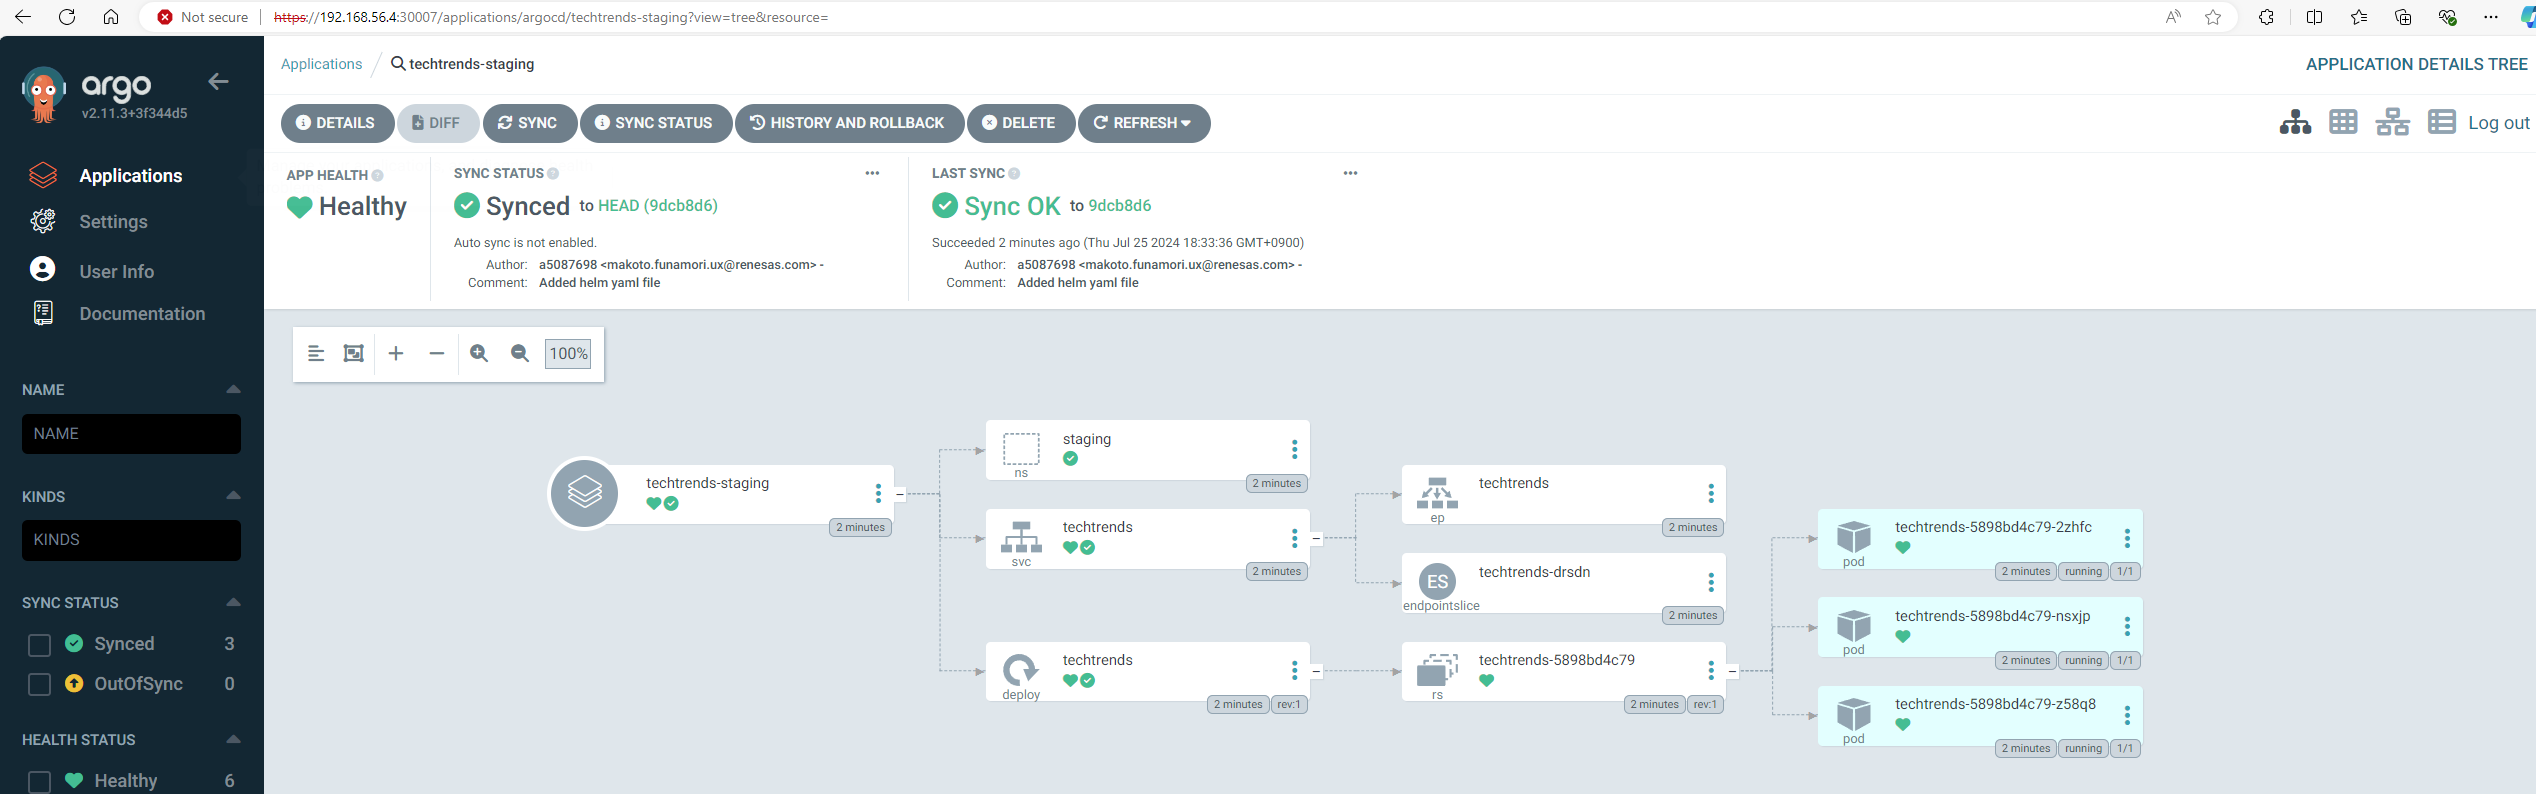 Not secure https://192.168.56.4:30007/applications/argocd/techtrends-staging?view=tree&resource=
argo
v2.11.3+3f344d5
Applications
Settings
User Info
Documentation
NAME
NAME
KINDS
KINDS
SYNC STATUS
Synced 3
OutOfSync 0
HEALTH STATUS
Healthy 6
Applications / techtrends-staging
APPLICATION DETAILS TREE
DETAILS DIFF SYNC SYNC STATUS HISTORY AND ROLLBACK DELETE REFRESH
Log out
APP HEALTH
Healthy
SYNC STATUS
Synced to HEAD (9dcb8d6)
Auto sync is not enabled.
Author: a5087698 <makoto.funamori.ux@renesas.com> -
Comment: Added helm yaml file
LAST SYNC
Sync OK to 9dcb8d6
Succeeded 2 minutes ago (Thu Jul 25 2024 18:33:36 GMT+0900)
Author: a5087698 <makoto.funamori.ux@renesas.com> -
Comment: Added helm yaml file
100%
techtrends-staging
2 minutes
staging
ns
2 minutes
techtrends
svc
2 minutes
techtrends
deploy
2 minutes rev:1
techtrends
ep
2 minutes
ES
techtrends-drsdn
endpointslice
2 minutes
techtrends-5898bd4c79
rs
2 minutes rev:1
techtrends-5898bd4c79-2zhfc
pod
2 minutes running 1/1
techtrends-5898bd4c79-nsxjp
pod
2 minutes running 1/1
techtrends-5898bd4c79-z58q8
pod
2 minutes running 1/1